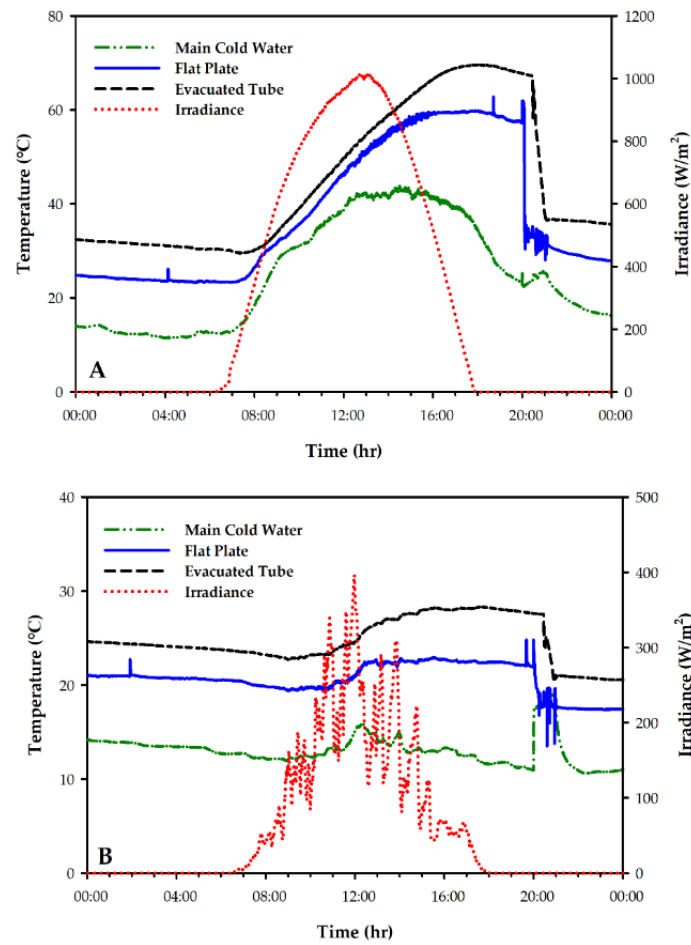 80
1200
Main Cold Water
Flat Plate
Evacuated Tube
Irradiance
1000
60
800
Temperature (°C)
40
600
Irradiance (W/m²)
400
20
200
A
0
0
00:00 04:00 08:00 12:00 16:00 20:00 00:00
Time (hr)
40
500
Main Cold Water
Flat Plate
Evacuated Tube
Irradiance
400
30
300
Temperature (°C)
20
Irradiance (W/m²)
200
10
100
B
0
0
00:00 04:00 08:00 12:00 16:00 20:00 00:00
Time (hr)